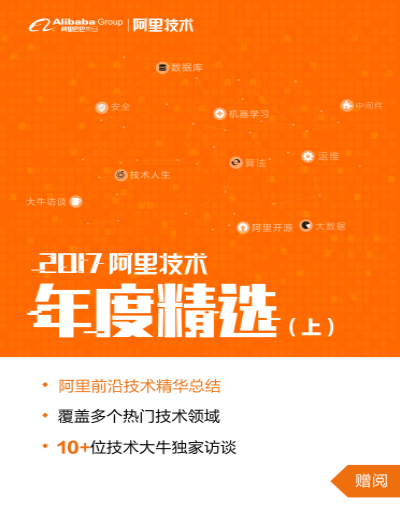 Alibaba Group 阿里技术
阿里巴巴集团
数据库
安全
机器学习
中间件
算法
运维
技术人生
大牛访谈
阿里开源
大数据
2017 阿里技术
年度精选（上）
阿里前沿技术精华总结
覆盖多个热门技术领域
10+位技术大牛独家访谈
赠阅